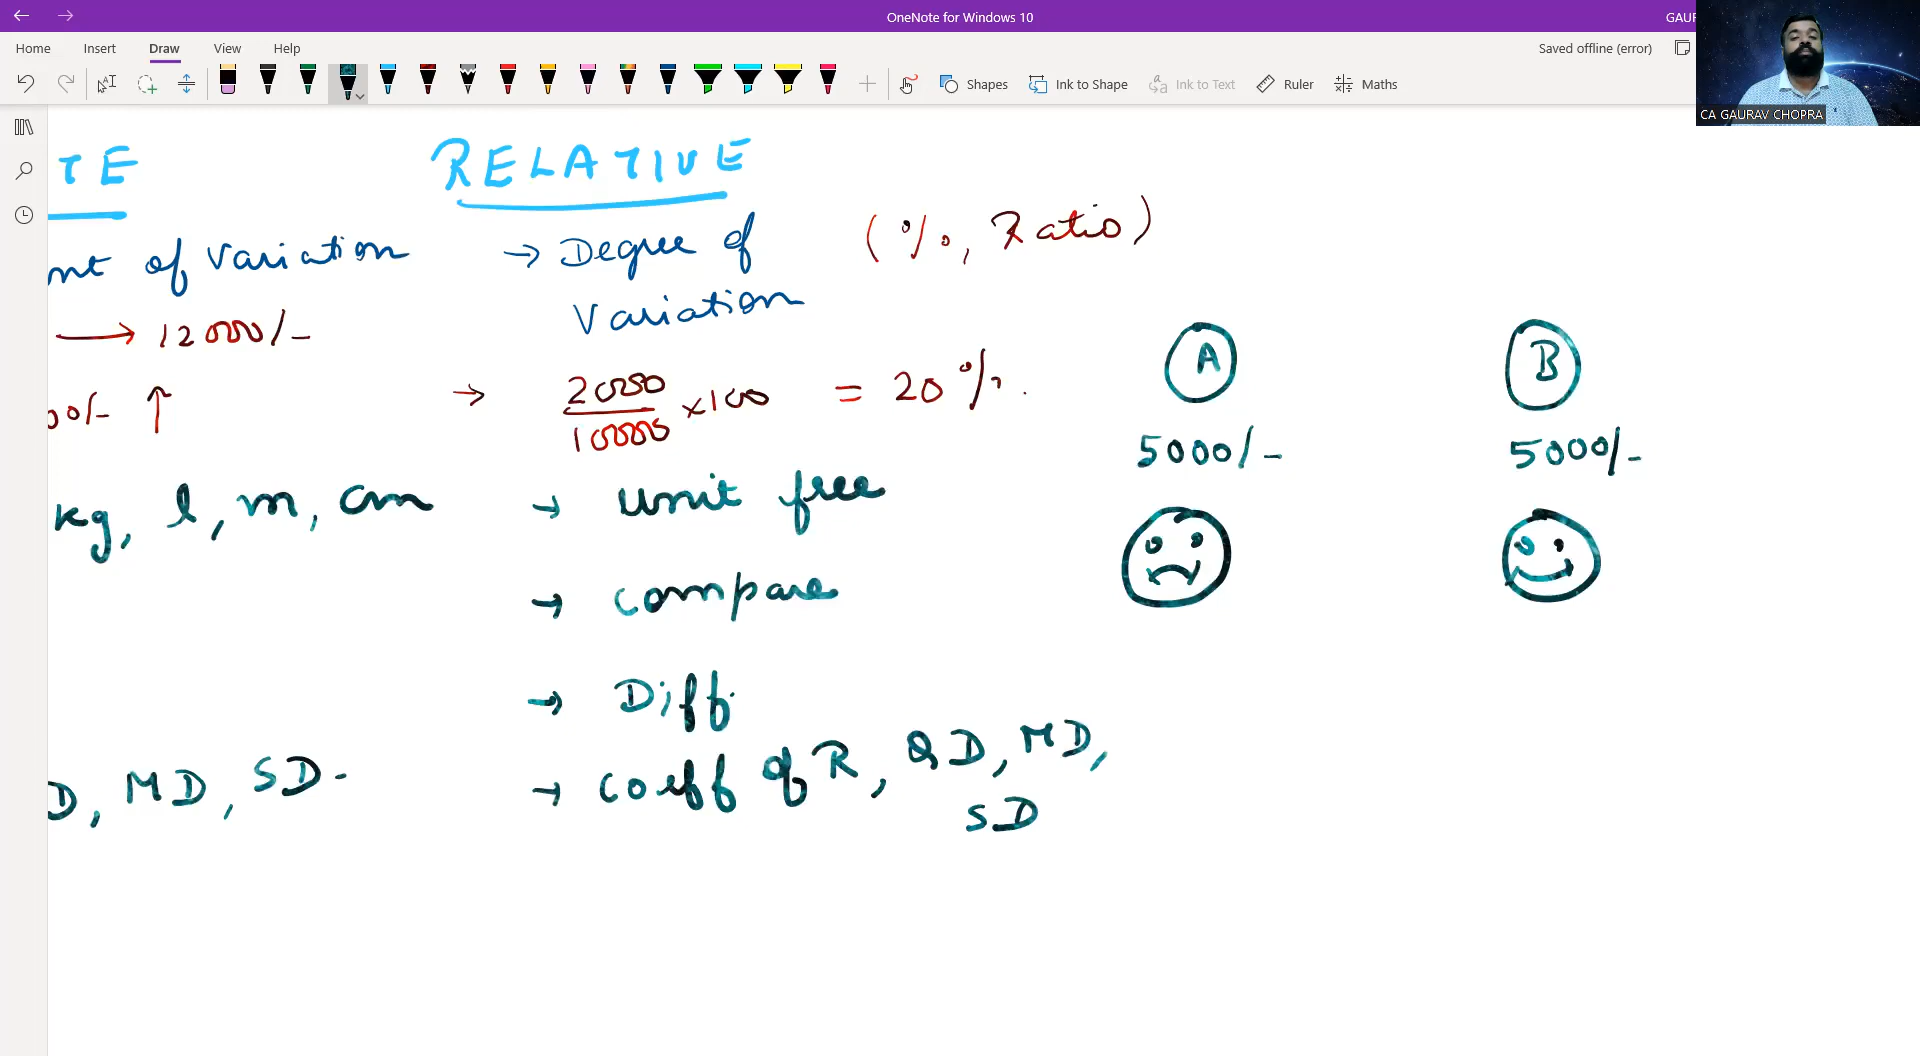 OneNote for Windows 10
GAUR
Home Insert Draw View Help
Saved offline (error)
Shapes Ink to Shape Ink to Text Ruler Maths
CA GAURAV CHOPRA
TE RELATIVE
nt of Variation → Degree of Variation (%, Ratio)
→ 12000/-
00/- ↑ → 2000/10000 ×100 = 20%.
kg, l, m, cm → unit free
→ compare
→ Diff.
D, MD, SD. → coeff of R, QD, MD, SD
A B
5000/- 5000/-